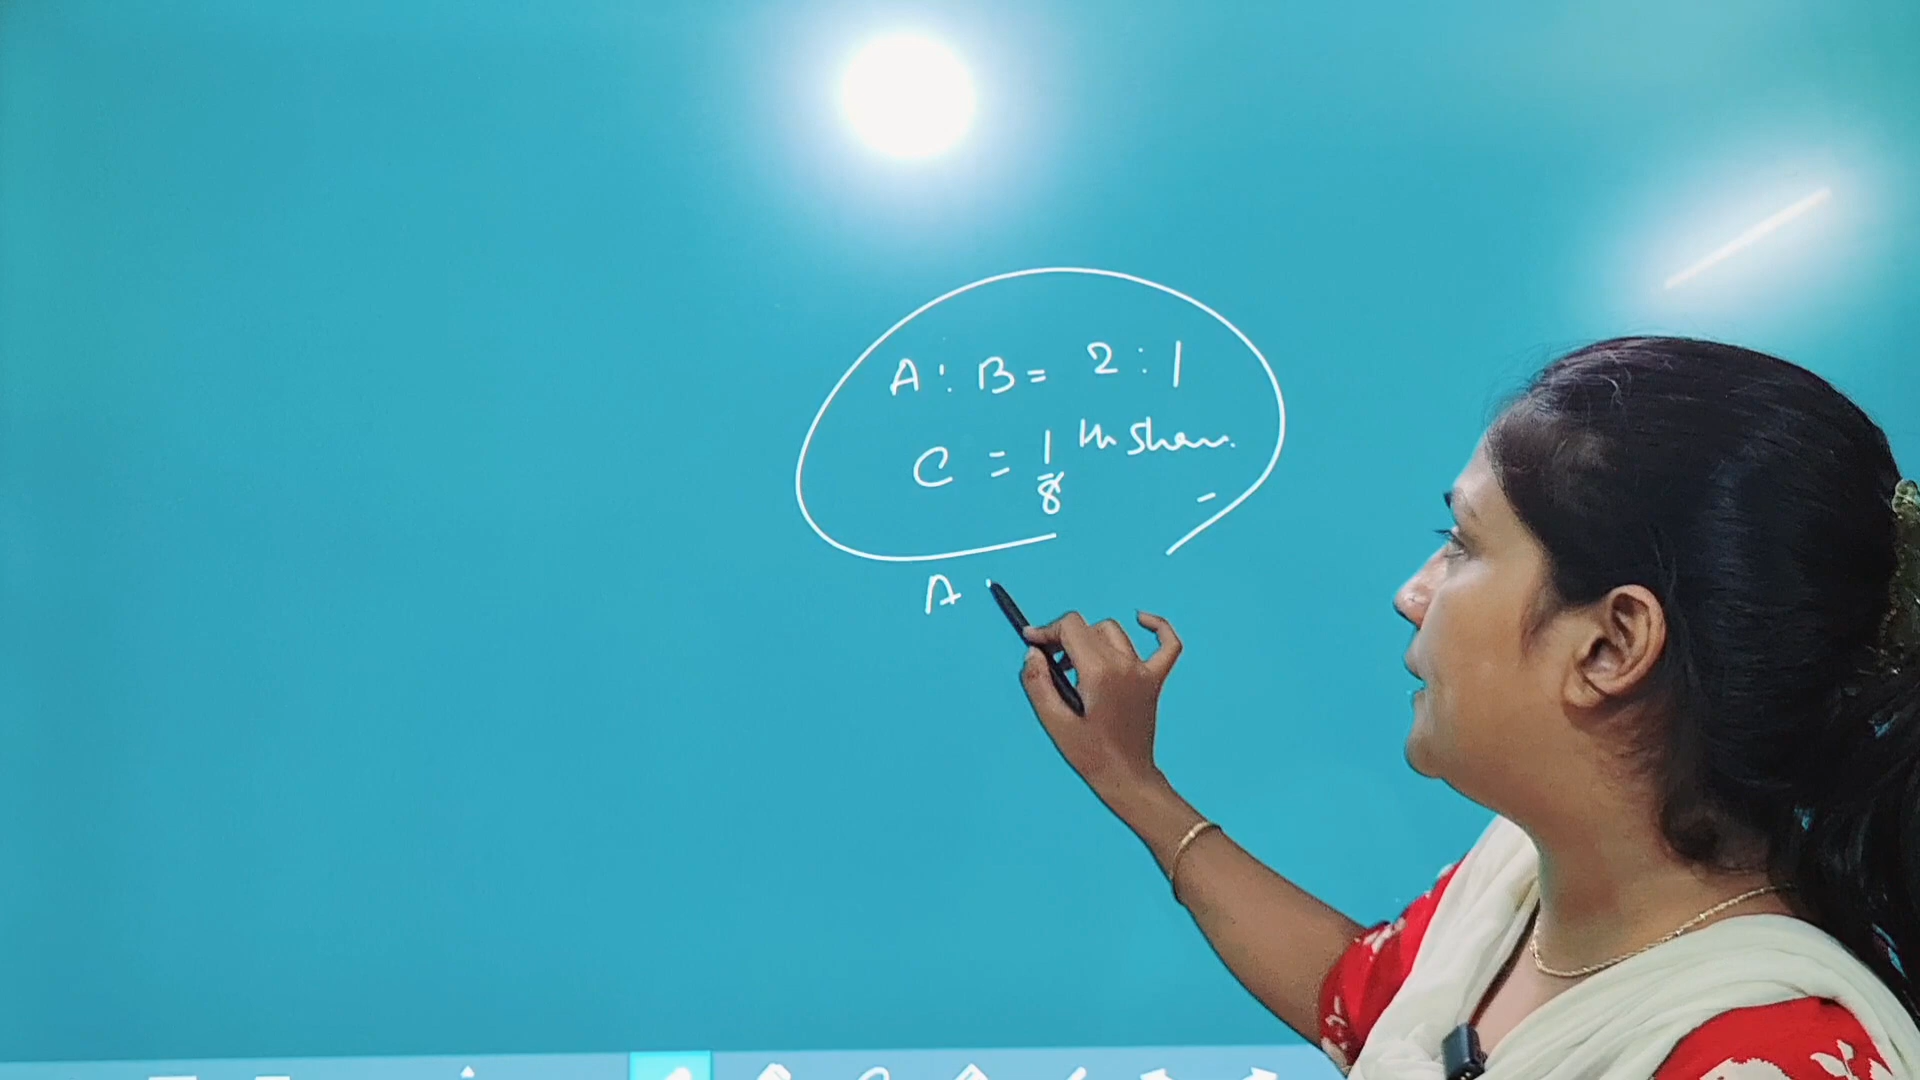 A : B = 2 : 1
C = 1/8 th Share.
A